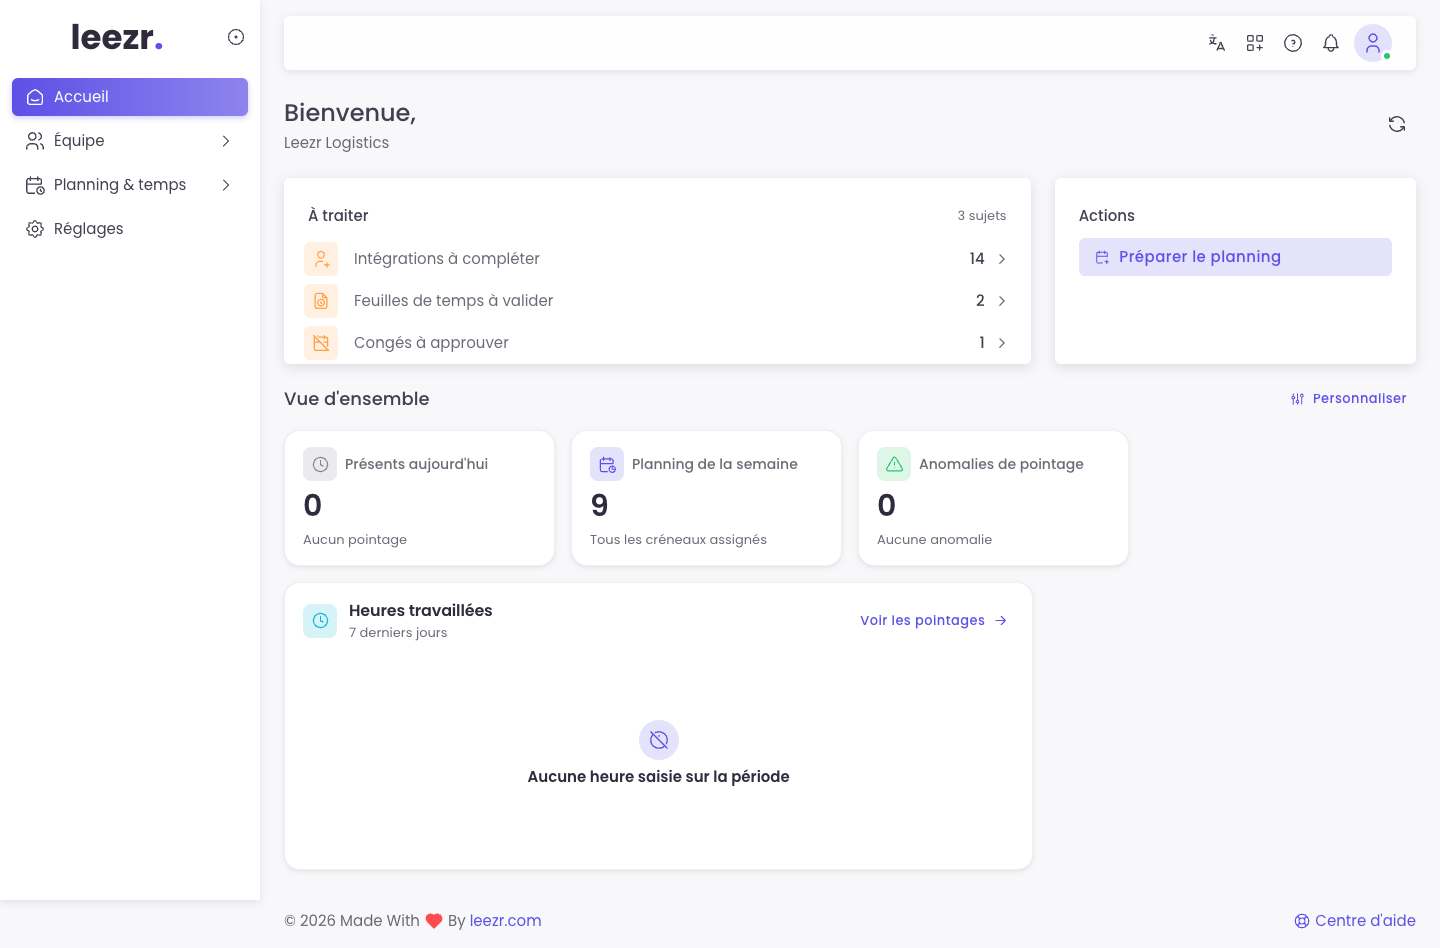 leezr.
Accueil
Équipe
Planning & temps
Réglages
Bienvenue,
Leezr Logistics
À traiter
3 sujets
Intégrations à compléter
14
Feuilles de temps à valider
2
Congés à approuver
1
Actions
Préparer le planning
Vue d'ensemble
Personnaliser
Présents aujourd'hui
0
Aucun pointage
Planning de la semaine
9
Tous les créneaux assignés
Anomalies de pointage
0
Aucune anomalie
Heures travaillées
7 derniers jours
Voir les pointages
Aucune heure saisie sur la période
© 2026 Made With ❤ By leezr.com
Centre d'aide